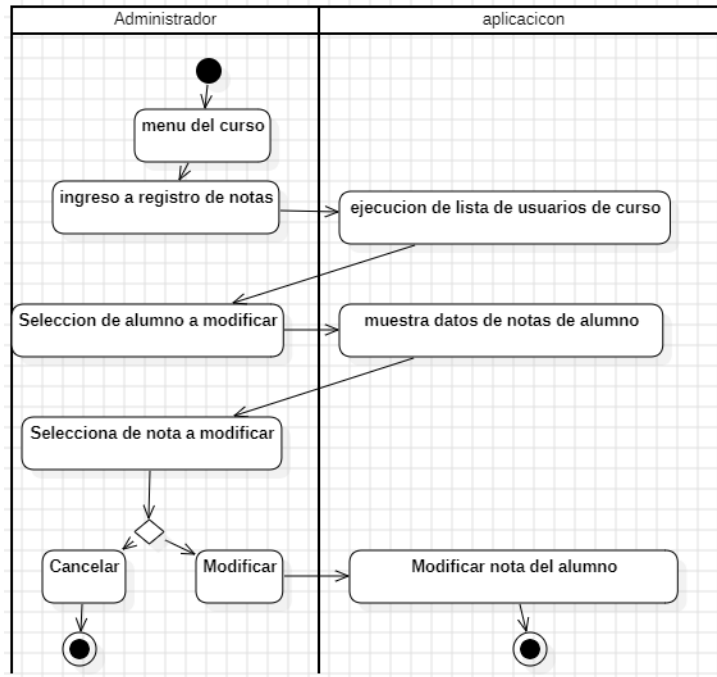 Administrador
aplicacicon
menu del curso
ingreso a registro de notas
ejecucion de lista de usuarios de curso
Seleccion de alumno a modificar
muestra datos de notas de alumno
Selecciona de nota a modificar
Cancelar
Modificar
Modificar nota del alumno